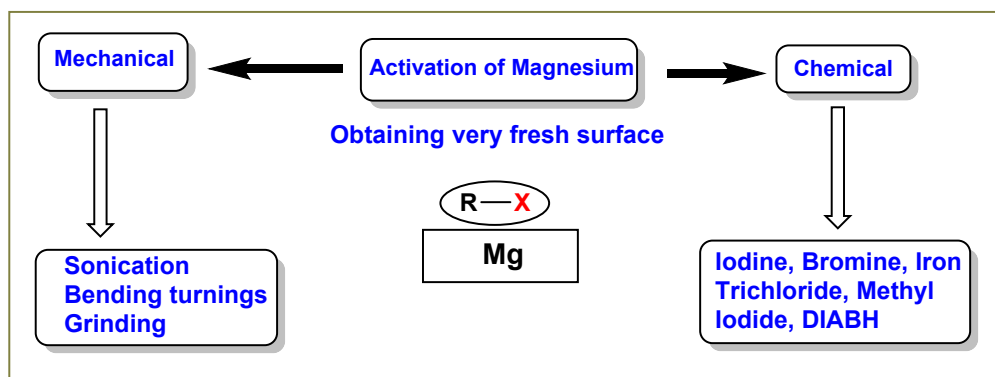 Mechanical
Activation of Magnesium
Chemical
Obtaining very fresh surface
R—X
Mg
Sonication
Bending turnings
Grinding
Iodine, Bromine, Iron
Trichloride, Methyl
Iodide, DIABH